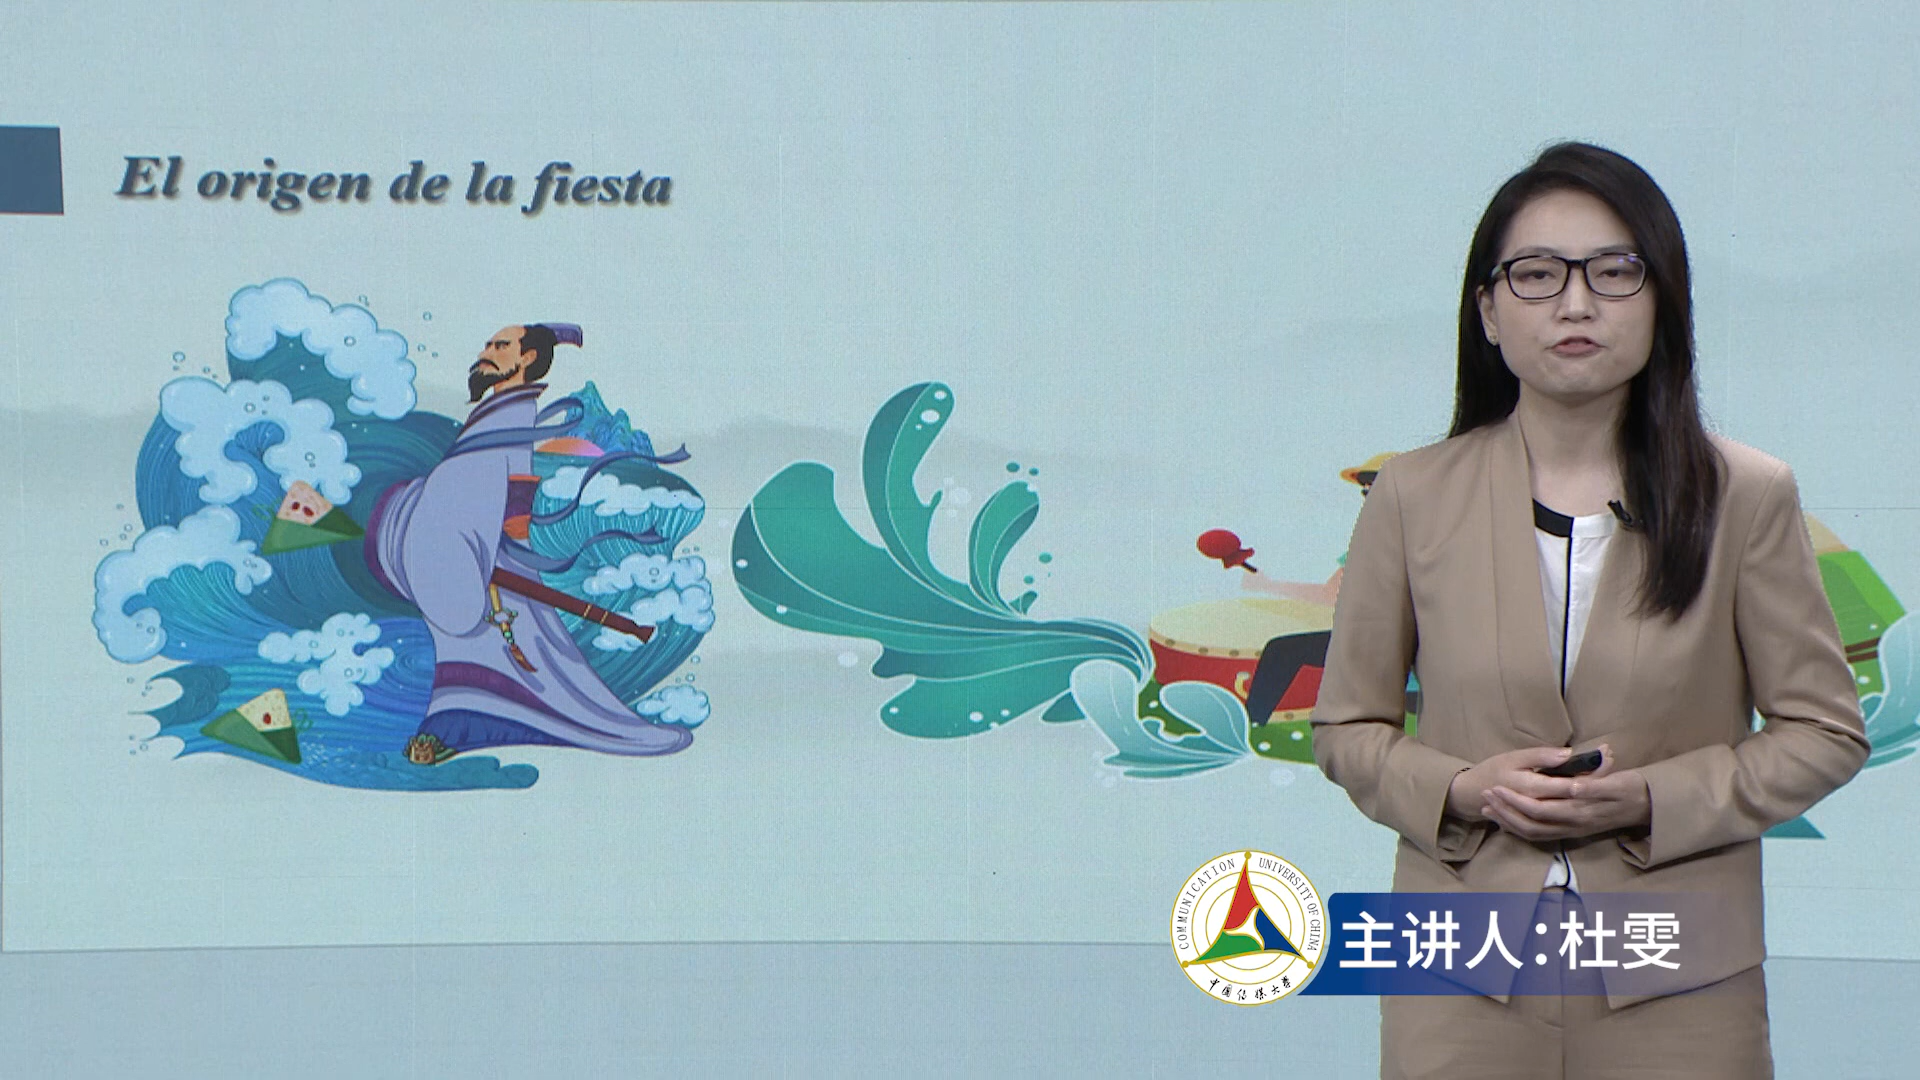 El origen de la fiesta
COMMUNICATION UNIVERSITY OF CHINA
中国传媒大学
主讲人:杜雯